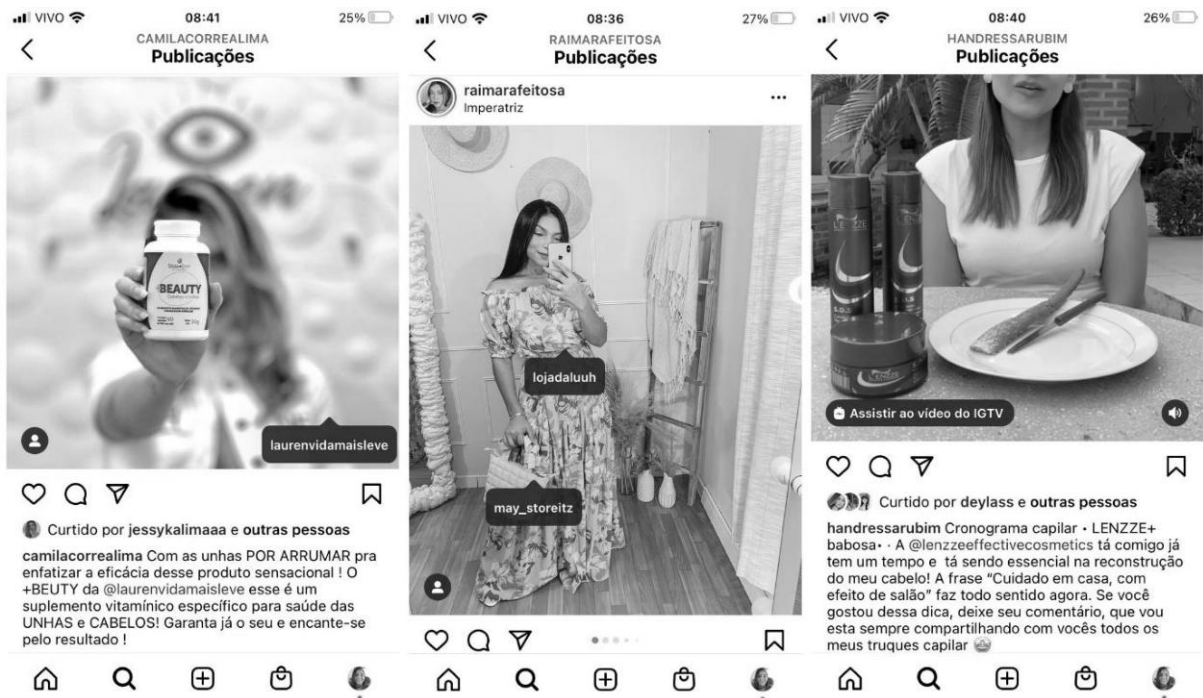 VIVO 08:41 25%
CAMILACORREALIMA
Publicações
+BEAUTY
laurenvidamaisleve
Curtido por jessykalimaaa e outras pessoas
camilacorrealima Com as unhas POR ARRUMAR pra
enfatizar a eficácia desse produto sensacional ! O
+BEUTY da @laurenvidamaisleve esse é um
suplemento vitamínico específico para saúde das
UNHAS e CABELOS! Garanta já o seu e encante-se
pelo resultado !
VIVO 08:36 27%
RAIMARAFEITOSA
Publicações
raimarafeitosa
Imperatriz
lojadaluuh
may_storeitz
VIVO 08:40 26%
HANDRESSARUBIM
Publicações
LENZZE
LENZZE
S.O.S
LENZZE
Assistir ao vídeo do IGTV
Curtido por deylass e outras pessoas
handressarubim Cronograma capilar • LENZZE+
babosa• · A @lenzzeeffectivecosmetics tá comigo já
tem um tempo e tá sendo essencial na reconstrução
do meu cabelo! A frase “Cuidado em casa, com
efeito de salão” faz todo sentido agora. Se você
gostou dessa dica, deixe seu comentário, que vou
esta sempre compartilhando com vocês todos os
meus truques capilar